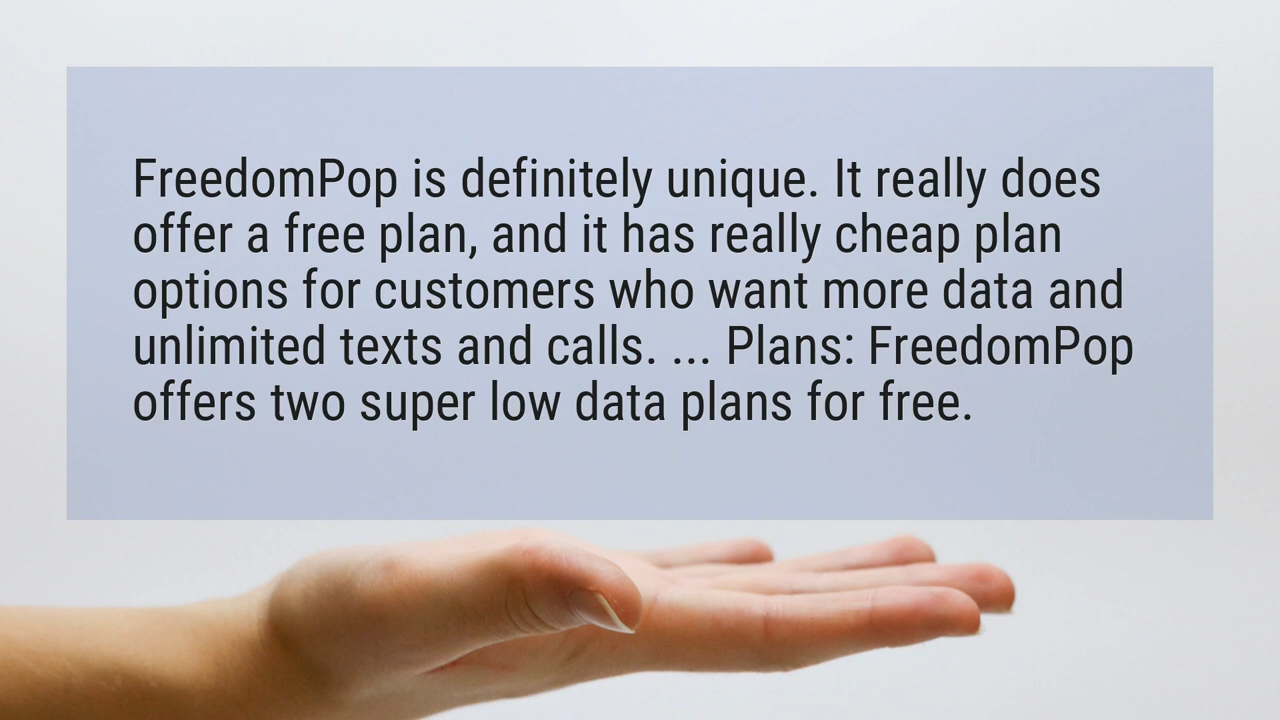 FreedomPop is definitely unique. It really does
offer a free plan, and it has really cheap plan
options for customers who want more data and
unlimited texts and calls. ... Plans: FreedomPop
offers two super low data plans for free.